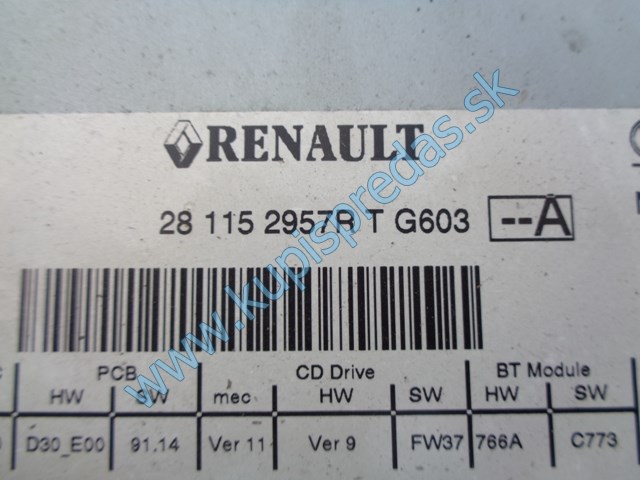 RENAULT
28 115 2957R T G603 --A
PCB CD Drive BT Module
HW SW mec HW SW HW SW
D30_E00 91.14 Ver 11 Ver 9 FW37 766A C773
www.kupispredas.sk